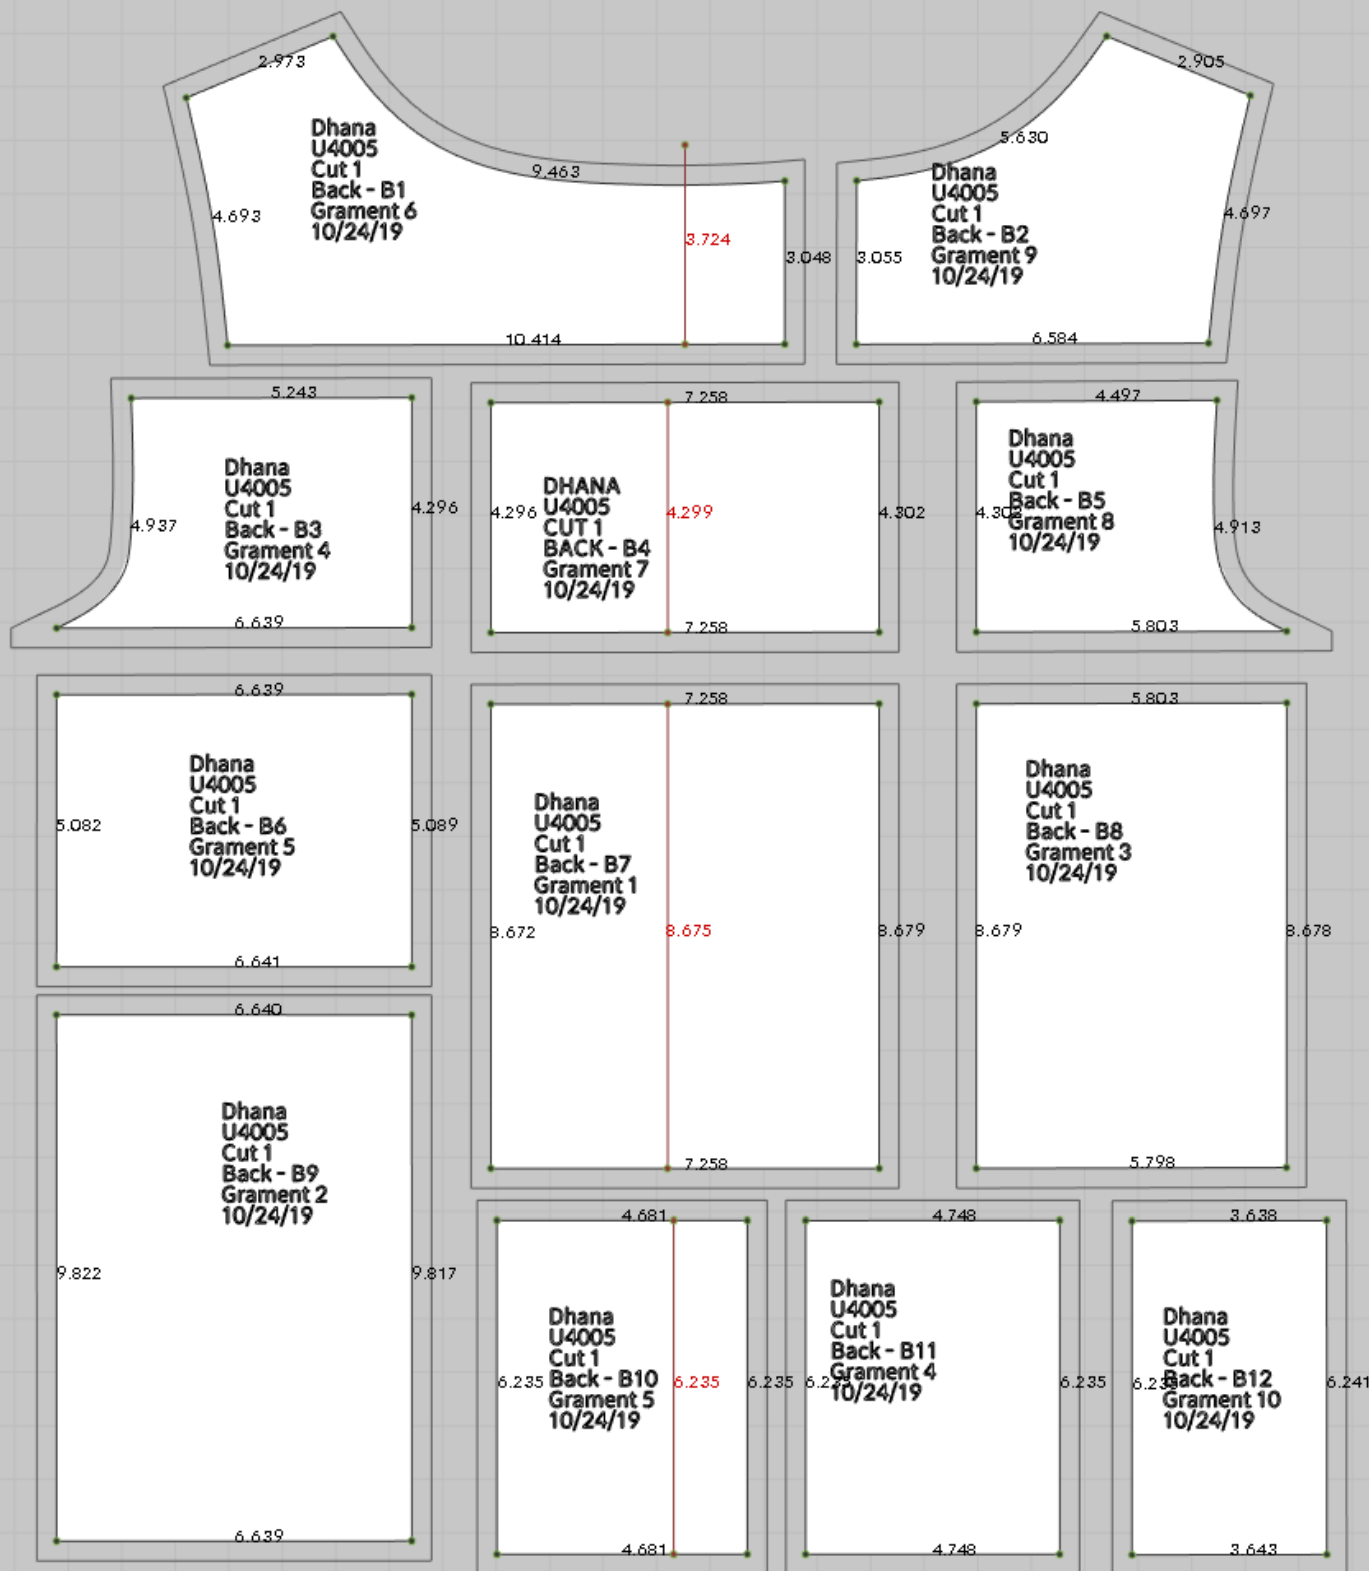 2.973
Dhana
U4005
Cut 1
Back - B1
Grament 6
10/24/19
9.463
4.693
3.724
3.048
10.414
2.905
5.630
Dhana
U4005
Cut 1
Back - B2
Grament 9
10/24/19
4.697
3.055
6.584
5.243
Dhana
U4005
Cut 1
Back - B3
Grament 4
10/24/19
4.937
4.296
6.639
7.258
DHANA
U4005
CUT 1
BACK - B4
Grament 7
10/24/19
4.296
4.299
4.302
7.258
4.497
Dhana
U4005
Cut 1
Back - B5
Grament 8
10/24/19
4.913
5.803
6.639
Dhana
U4005
Cut 1
Back - B6
Grament 5
10/24/19
5.082
5.089
6.641
7.258
Dhana
U4005
Cut 1
Back - B7
Grament 1
10/24/19
8.672
8.675
8.679
7.258
5.803
Dhana
U4005
Cut 1
Back - B8
Grament 3
10/24/19
8.679
8.678
5.798
6.640
Dhana
U4005
Cut 1
Back - B9
Grament 2
10/24/19
9.822
9.817
6.639
4.681
Dhana
U4005
Cut 1
Back - B10
Grament 5
10/24/19
6.235
6.235
6.235
4.681
4.748
Dhana
U4005
Cut 1
Back - B11
Grament 4
10/24/19
6.235
4.748
3.638
Dhana
U4005
Cut 1
Back - B12
Grament 10
10/24/19
6.241
3.643